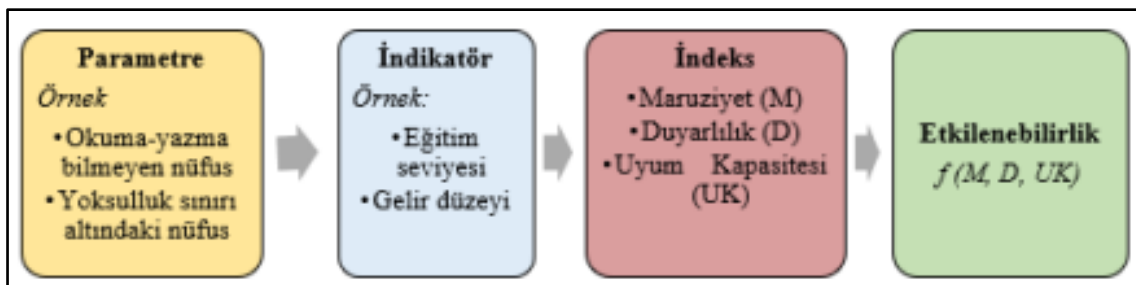 Parametre
Örnek
•Okuma-yazma
bilmeyen nüfus
•Yoksulluk sınırı
altındaki nüfus
İndikatör
Örnek:
•Eğitim
seviyesi
•Gelir düzeyi
İndeks
•Maruziyet (M)
•Duyarlılık (D)
•Uyum Kapasitesi
(UK)
Etkilenebilirlik
f (M, D, UK)